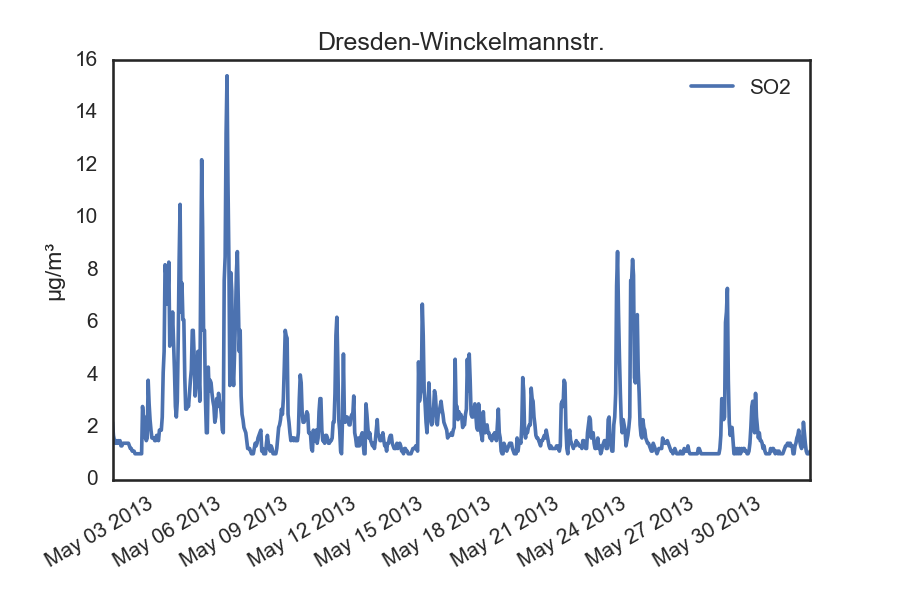 Dresden-Winckelmannstr.
SO2
µg/m³
16
14
12
10
8
6
4
2
0
May 03 2013
May 06 2013
May 09 2013
May 12 2013
May 15 2013
May 18 2013
May 21 2013
May 24 2013
May 27 2013
May 30 2013